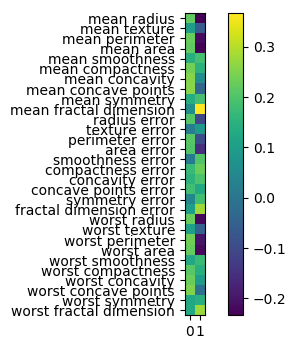 mean radius
mean texture
mean perimeter
mean area
mean smoothness
mean compactness
mean concavity
mean concave points
mean symmetry
mean fractal dimension
radius error
texture error
perimeter error
area error
smoothness error
compactness error
concavity error
concave points error
symmetry error
fractal dimension error
worst radius
worst texture
worst perimeter
worst area
worst smoothness
worst compactness
worst concavity
worst concave points
worst symmetry
worst fractal dimension
0 1
0.3
0.2
0.1
0.0
−0.1
−0.2